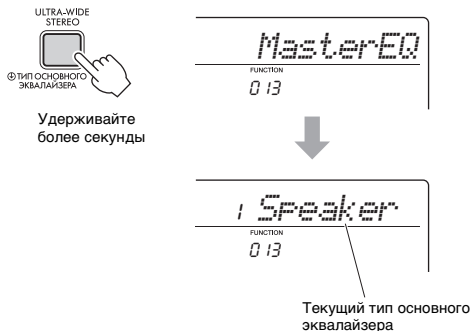 ULTRA-WIDE
STEREO
ТИП ОСНОВНОГО
ЭКВАЛАЙЗЕРА
Удерживайте
более секунды
MasterEQ
FUNCTION
013
1 Speaker
FUNCTION
013
Текущий тип основного
эквалайзера